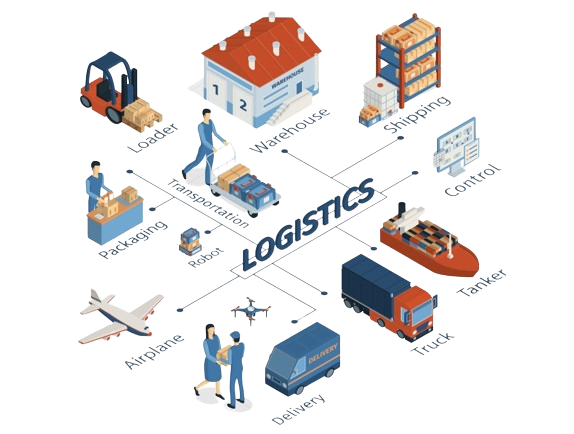 WAREHOUSE
1
2
Loader
Warehouse
Shipping
Transportation
Control
Packaging
LOGISTICS
Robot
Tanker
Airplane
Truck
DELIVERY
Delivery